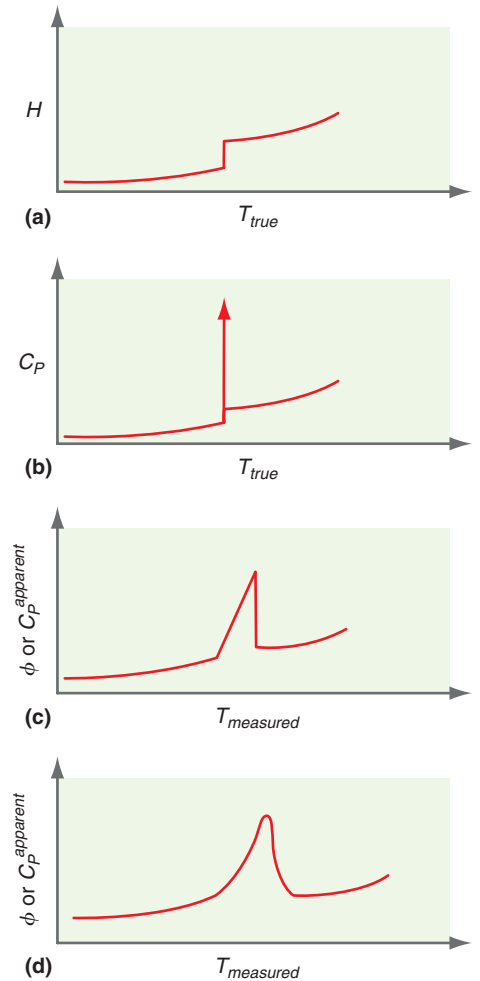 H
(a)
T_true
C_P
(b)
T_true
ϕ or C_P^apparent
(c)
T_measured
ϕ or C_P^apparent
(d)
T_measured